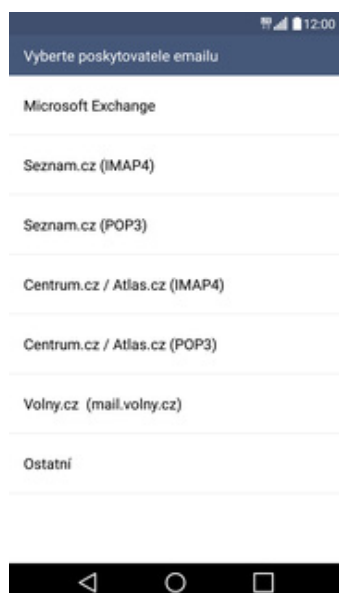 12:00
Vyberte poskytovatele emailu
Microsoft Exchange
Seznam.cz (IMAP4)
Seznam.cz (POP3)
Centrum.cz / Atlas.cz (IMAP4)
Centrum.cz / Atlas.cz (POP3)
Volny.cz (mail.volny.cz)
Ostatní